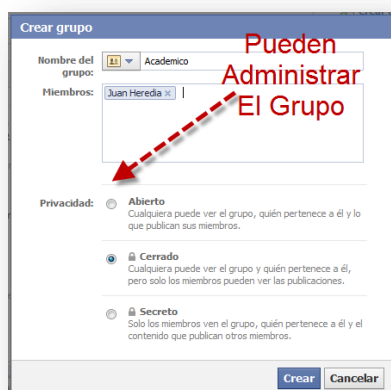 Crear grupo
Pueden
Administrar
El Grupo
Nombre del
grupo:
Academico
Miembros:
Juan Heredia ×
Privacidad:
Abierto
Cualquiera puede ver el grupo, quién pertenece a él y lo
que publican sus miembros.
Cerrado
Cualquiera puede ver el grupo y quién pertenece a él,
pero solo los miembros pueden ver las publicaciones.
Secreto
Solo los miembros ven el grupo, quién pertenece a él y el
contenido que publican otros miembros.
Crear
Cancelar